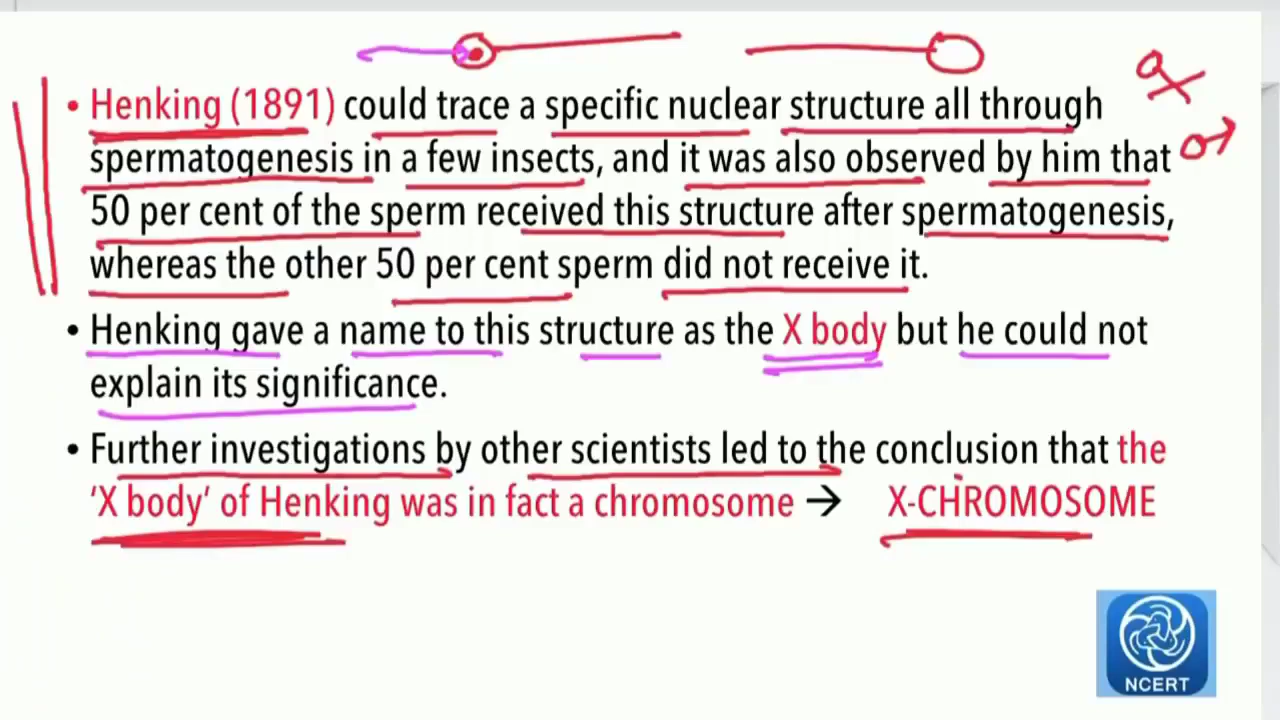 • Henking (1891) could trace a specific nuclear structure all through
spermatogenesis in a few insects, and it was also observed by him that
50 per cent of the sperm received this structure after spermatogenesis,
whereas the other 50 per cent sperm did not receive it.
• Henking gave a name to this structure as the X body but he could not
explain its significance.
• Further investigations by other scientists led to the conclusion that the
‘X body’ of Henking was in fact a chromosome → X-CHROMOSOME
NCERT